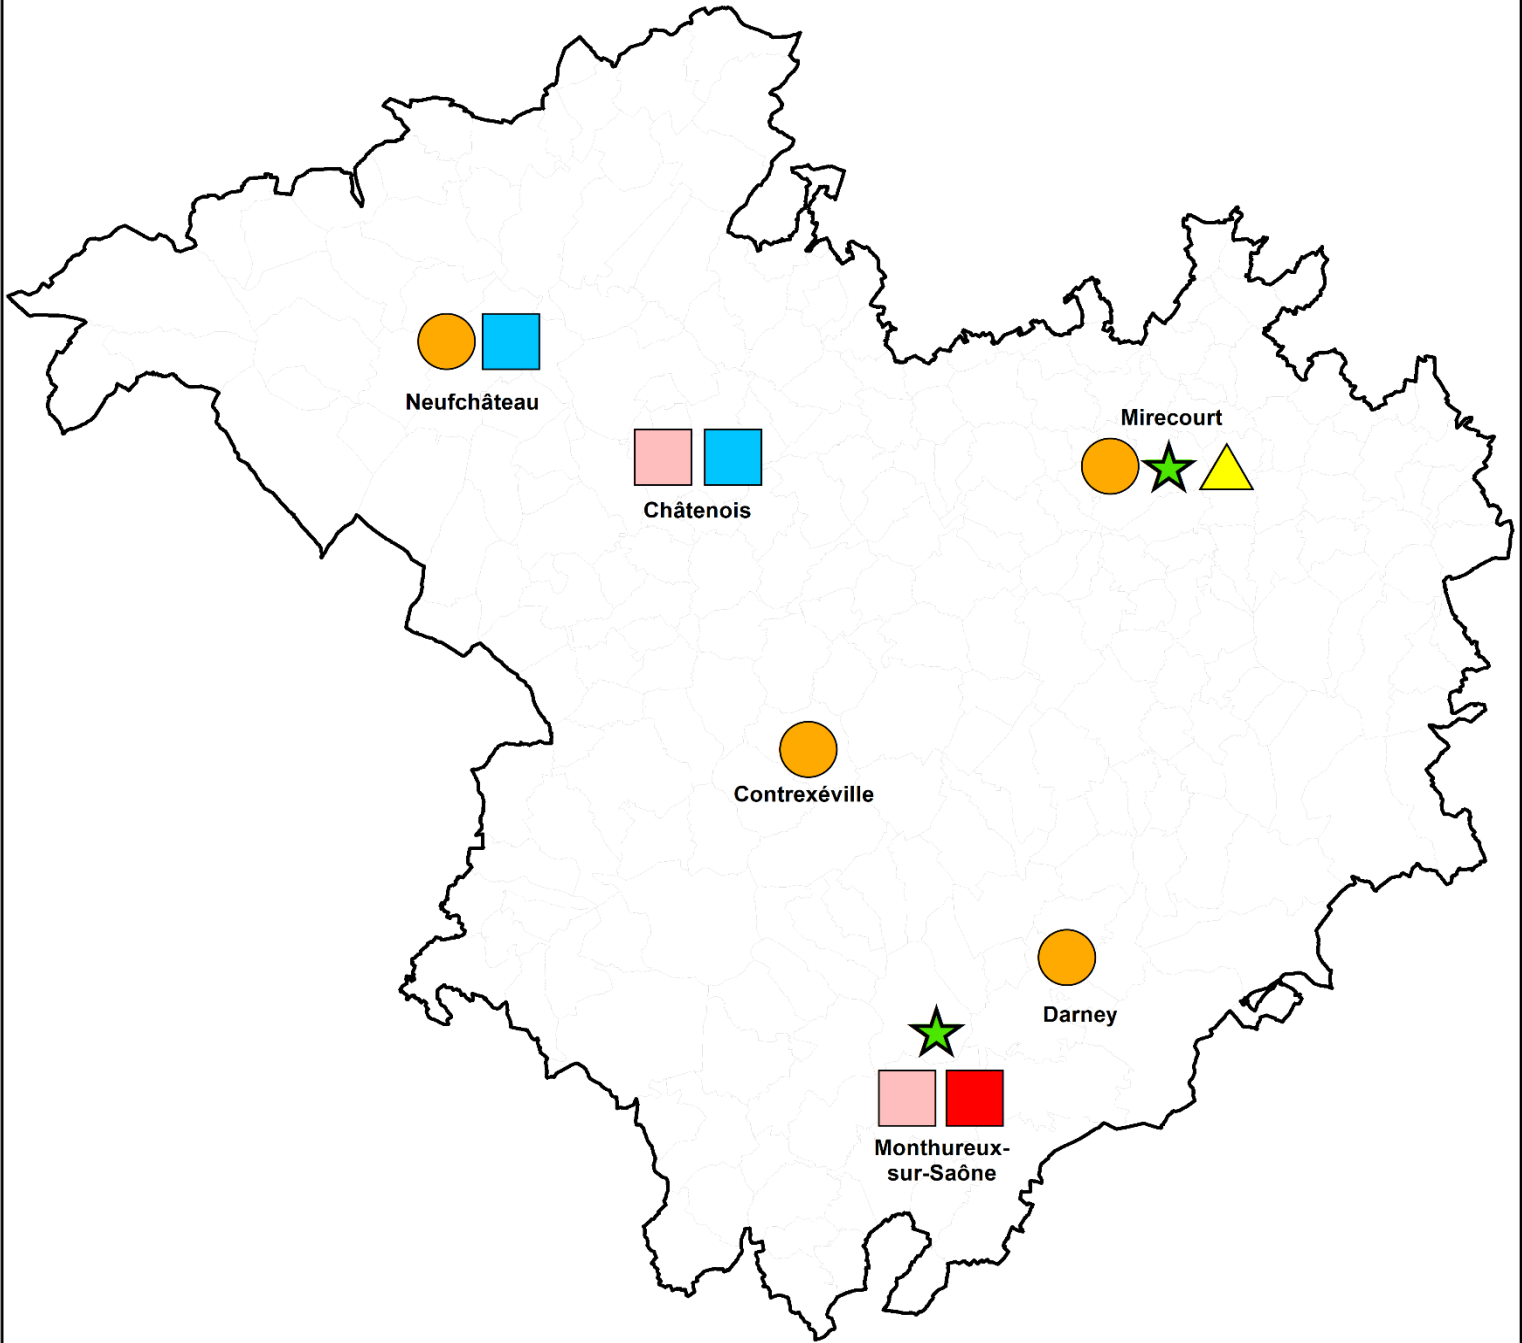 Neufchâteau
Mirecourt
Châtenois
Contrexéville
Darney
Monthureux-
sur-Saône